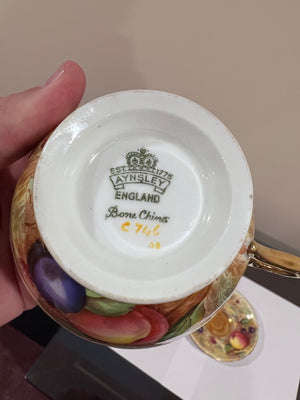 EST 1775
AYNSLEY
ENGLAND
Bone China
C 746